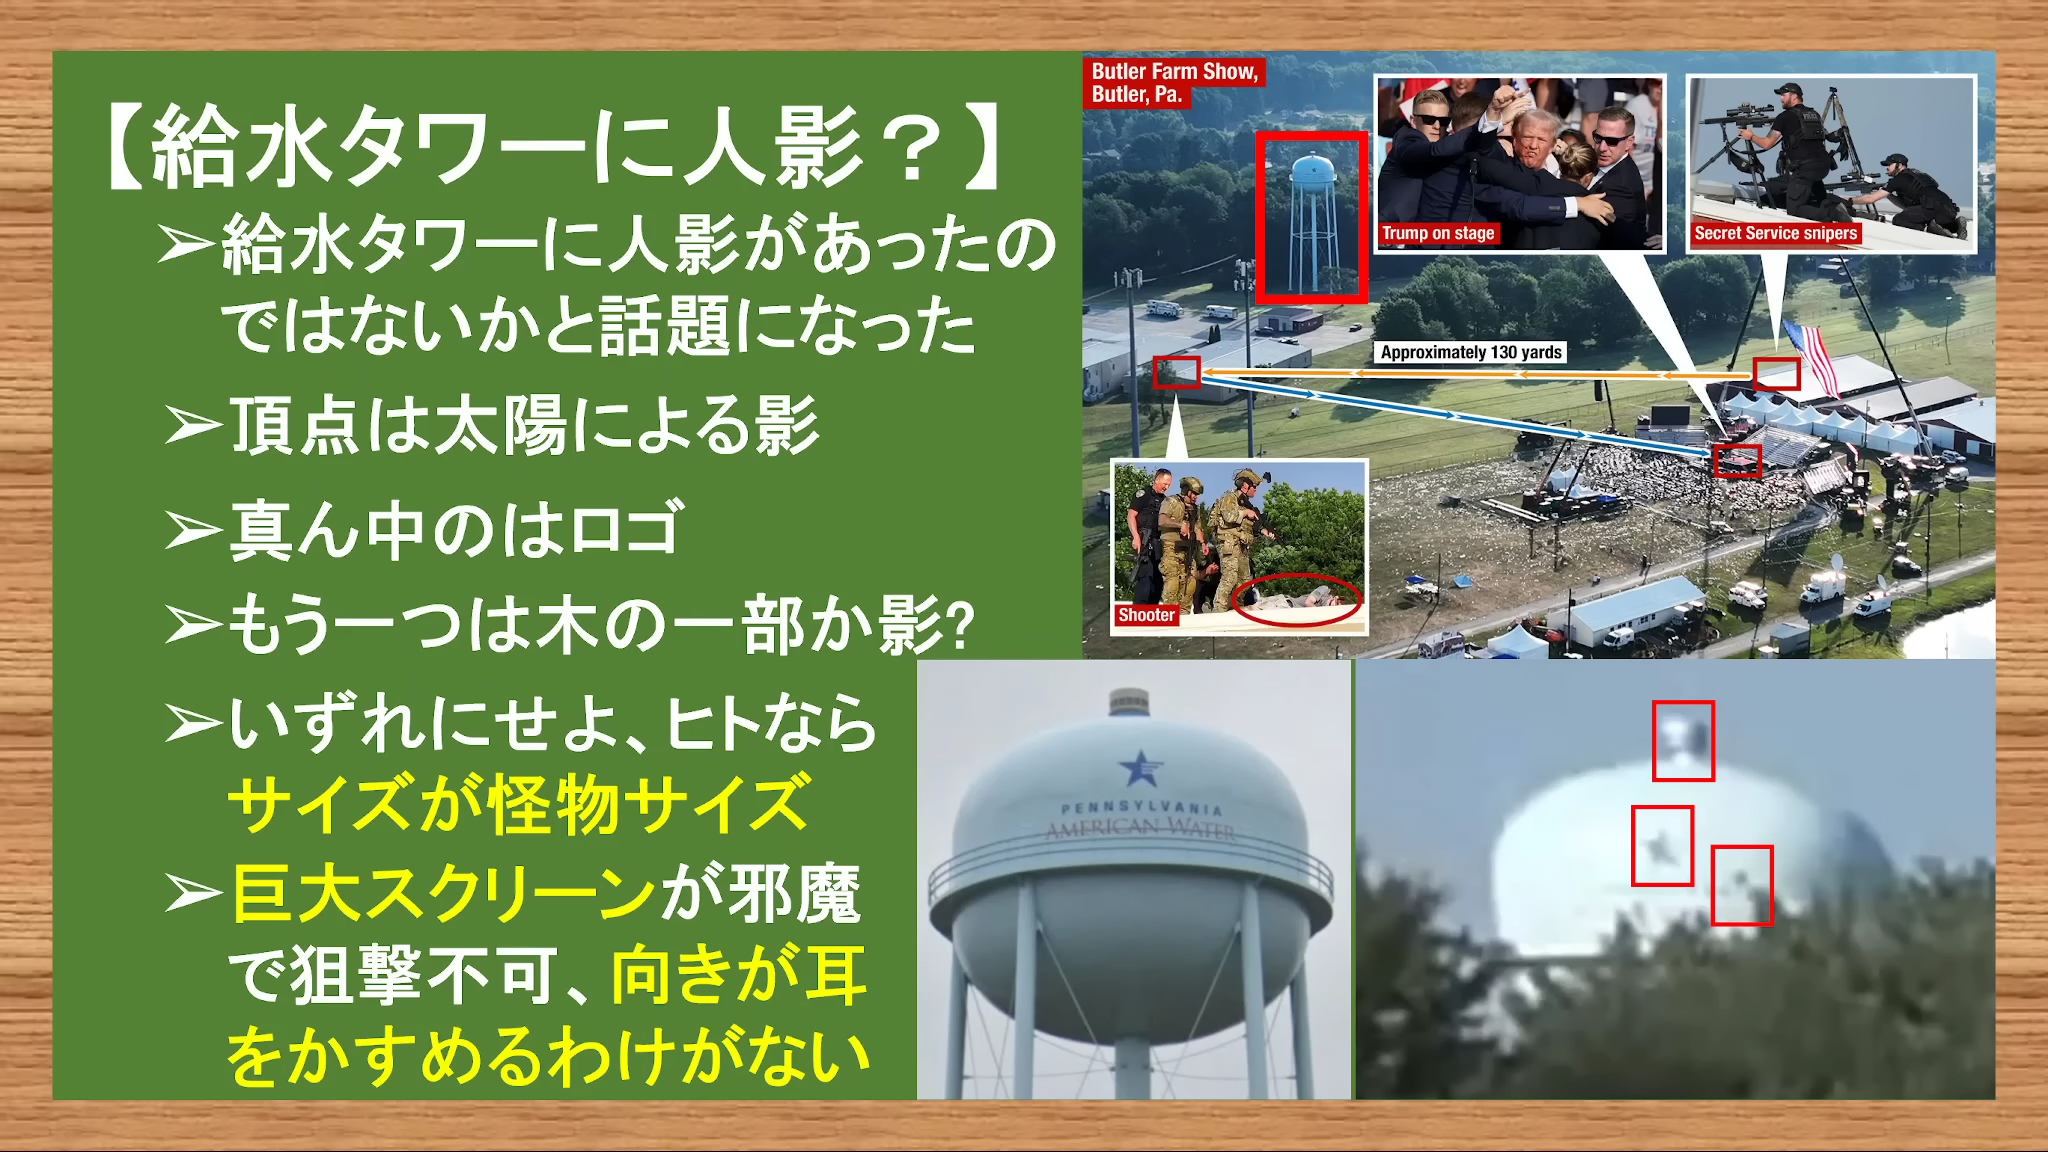 【給水タワーに人影？】
➢給水タワーに人影があったの
ではないかと話題になった
➢頂点は太陽による影
➢真ん中のはロゴ
➢もう一つは木の一部か影?
➢いずれにせよ、ヒトなら
サイズが怪物サイズ
➢巨大スクリーンが邪魔
で狙撃不可、向きが耳
をかすめるわけがない
Butler Farm Show,
Butler, Pa.
Trump on stage
Secret Service snipers
Approximately 130 yards
Shooter
PENNSYLVANIA
AMERICAN WATER